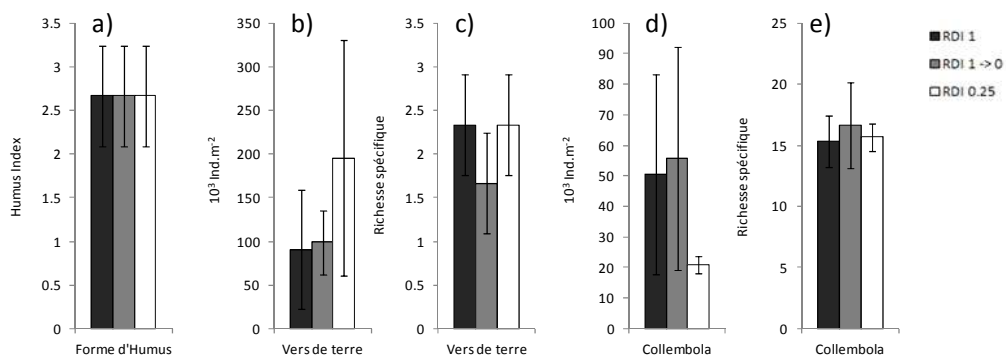 a)
Humus Index
3.5
3
2.5
2
1.5
1
0.5
0
Forme d'Humus
b)
10³ Ind.m⁻²
350
300
250
200
150
100
50
0
Vers de terre
c)
Richesse spécifique
3.5
3
2.5
2
1.5
1
0.5
0
Vers de terre
d)
10³ Ind.m⁻²
100
90
80
70
60
50
40
30
20
10
0
Collembola
e)
Richesse spécifique
25
20
15
10
5
0
Collembola
RDI 1
RDI 1 -> 0
RDI 0.25